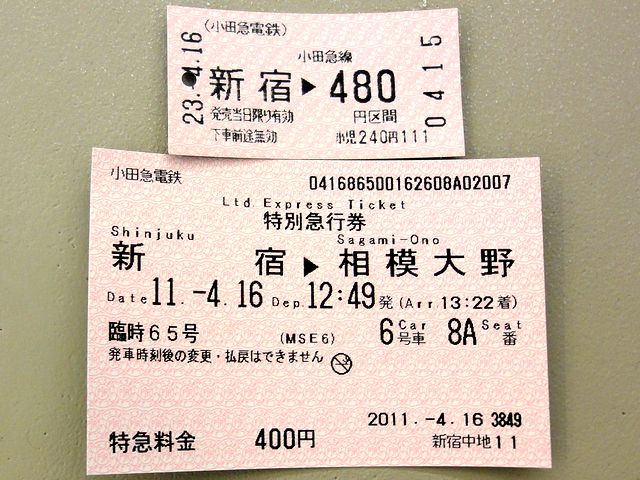 (小田急電鉄)
小田急線
23.-4.16
新宿▶480
0415
発売当日限り有効 円区間
下車前途無効 小児240円111
小田急電鉄 041686500162608A02007
Ltd.Express Ticket
特別急行券
Shinjuku Sagami-Ono
新宿▶相模大野
Date 11.-4.16 Dep.12:49発(Arr 13:22着)
臨時65号 (MSE6) 6 Car 号車 8A Seat 番
発車時刻後の変更・払戻はできません
2011.-4.16 3849
特急料金 400円 新宿中地11